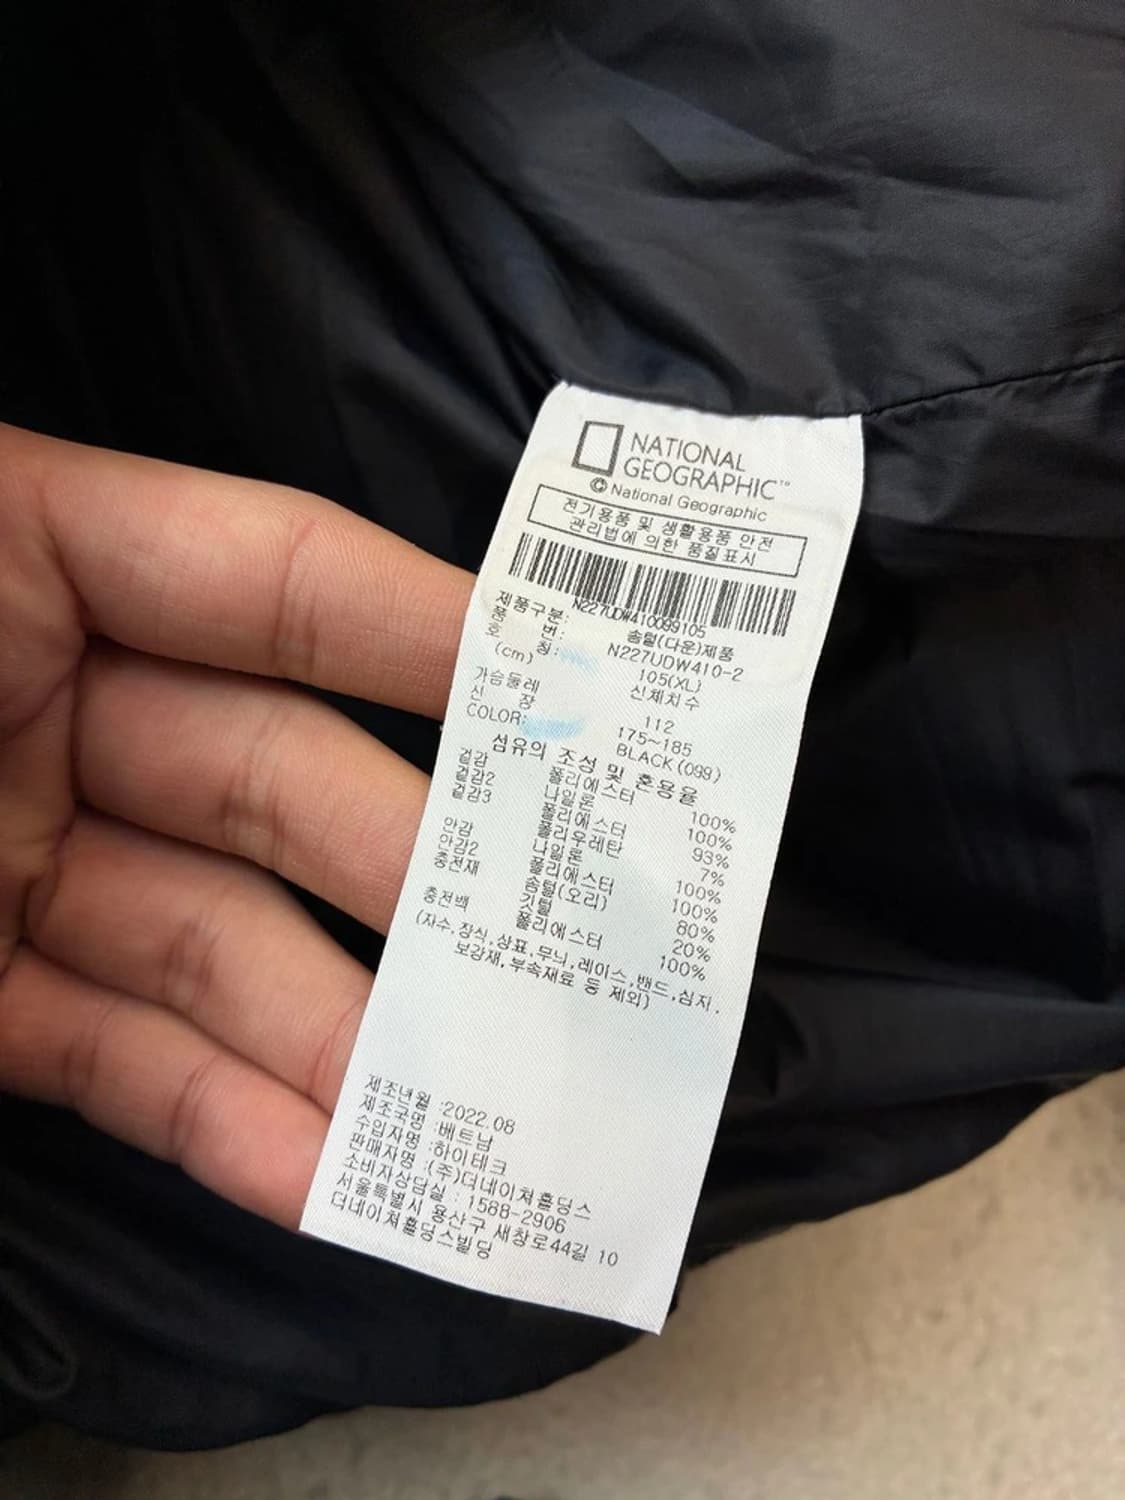 NATIONAL
GEOGRAPHIC™
© National Geographic
전기용품 및 생활용품 안전
관리법에 의한 품질표시
N227UDW410099105
제품구분: 솜털(다운)제품
품 번: N227UDW410-2
호 칭: 105(XL)
(cm) 신체치수
가슴둘레 112
신 장 175~185
COLOR: BLACK(099)
섬유의 조성 및 혼용율
겉감 폴리에스터 100%
겉감2 나일론 100%
겉감3 폴리에스터 93%
폴리우레탄 7%
안감 나일론 100%
안감2 폴리에스터 100%
충전재 솜털(오리) 80%
깃털 20%
충전백 폴리에스터 100%
(자수,장식,상표,무늬,레이스,밴드,심지,
보강재,부속재료 등 제외)
제조년월 :2022.08
제조국명 :베트남
수입자명 :하이테크
판매자명 :(주)더네이쳐홀딩스
소비자상담실 : 1588-2906
서울특별시 용산구 새창로44길 10
더네이쳐홀딩스빌딩